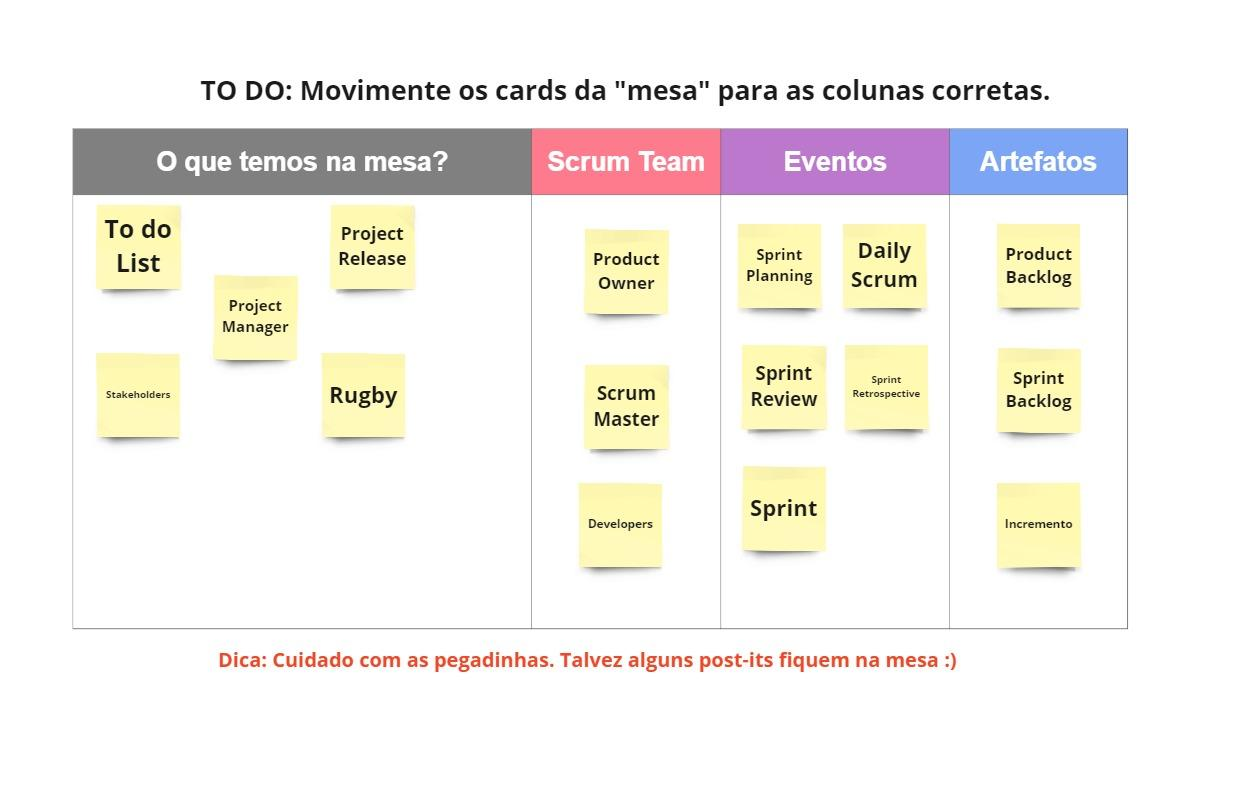 TO DO: Movimente os cards da "mesa" para as colunas corretas.
O que temos na mesa?
Scrum Team
Eventos
Artefatos
To do
List
Project
Release
Project
Manager
Stakeholders
Rugby
Product
Owner
Scrum
Master
Developers
Sprint
Planning
Daily
Scrum
Sprint
Review
Sprint
Retrospective
Sprint
Product
Backlog
Sprint
Backlog
Incremento
Dica: Cuidado com as pegadinhas. Talvez alguns post-its fiquem na mesa :)